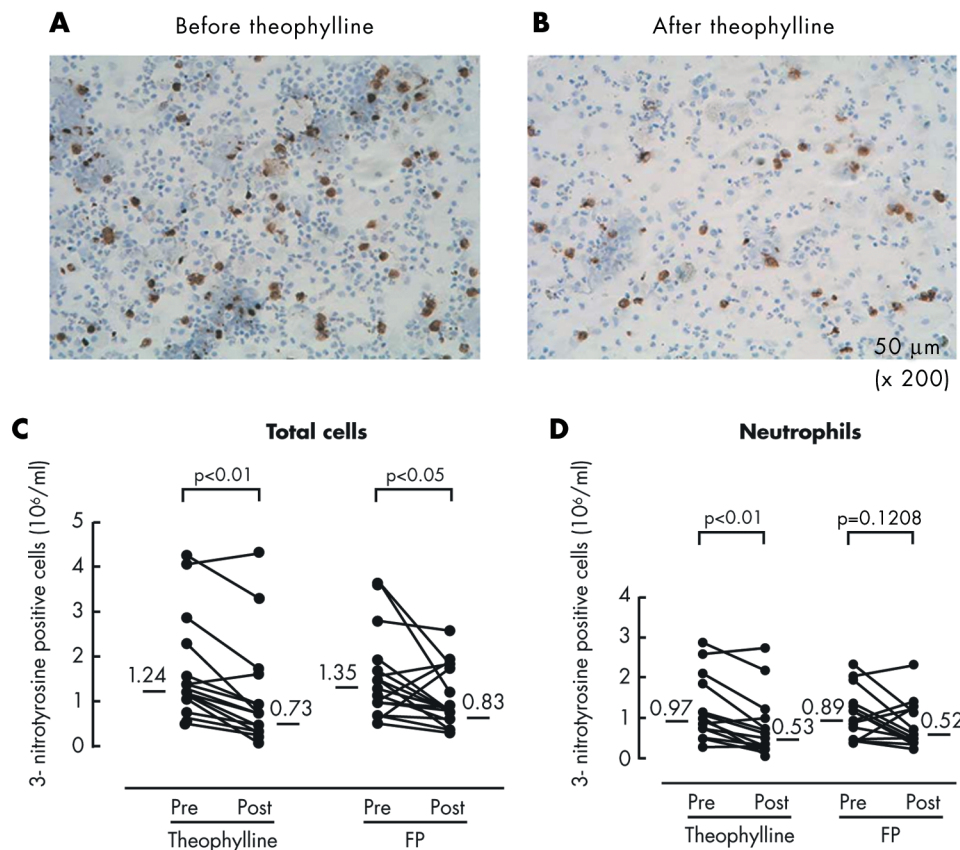 A Before theophylline
B After theophylline
50 µm
(x 200)
C Total cells
3- nitrotyrosine positive cells (10⁶/ml)
p<0.01 p<0.05
5
4
3
2
1
0
1.24 0.73 1.35 0.83
Pre Post Pre Post
Theophylline FP
D Neutrophils
3- nitrotyrosine positive cells (10⁶/ml)
p<0.01 p=0.1208
4
3
2
1
0
0.97 0.53 0.89 0.52
Pre Post Pre Post
Theophylline FP